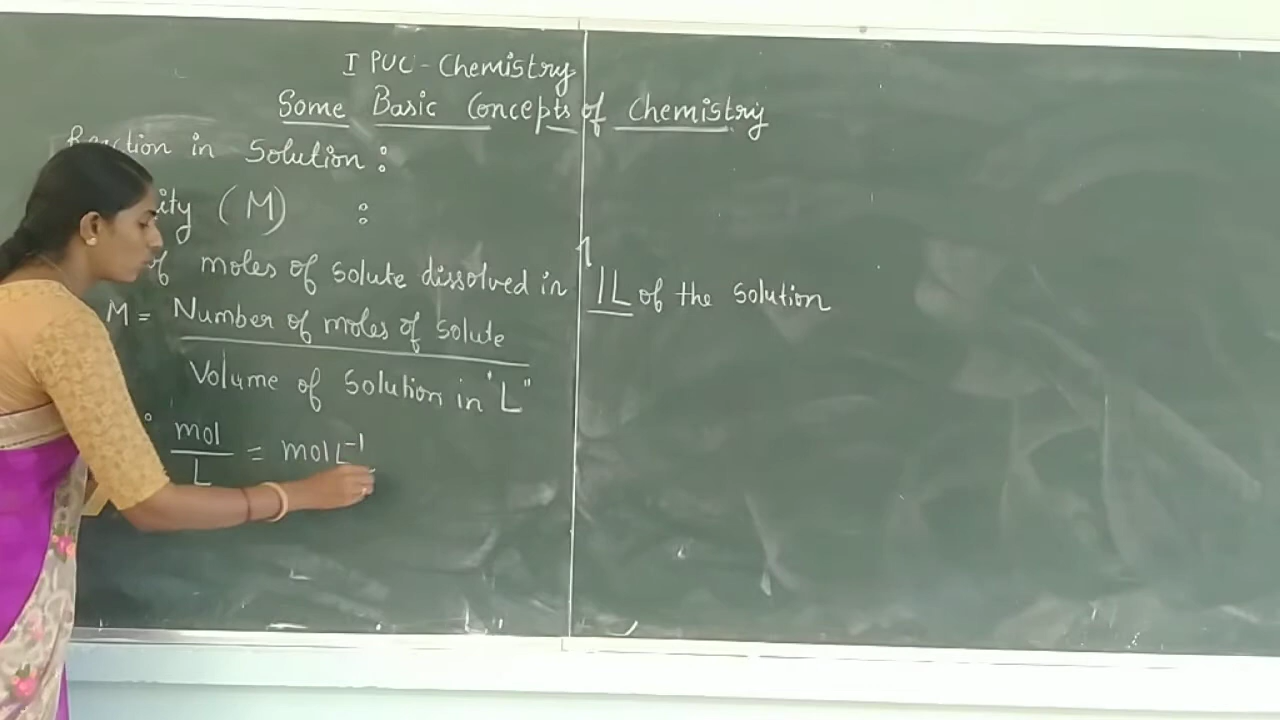 I PUC - Chemistry
Some Basic Concepts of Chemistry
Reaction in Solution :
ity (M) :
of moles of solute dissolved in 1L of the solution
M = Number of moles of solute
Volume of Solution in "L"
mol
L
= mol L⁻¹